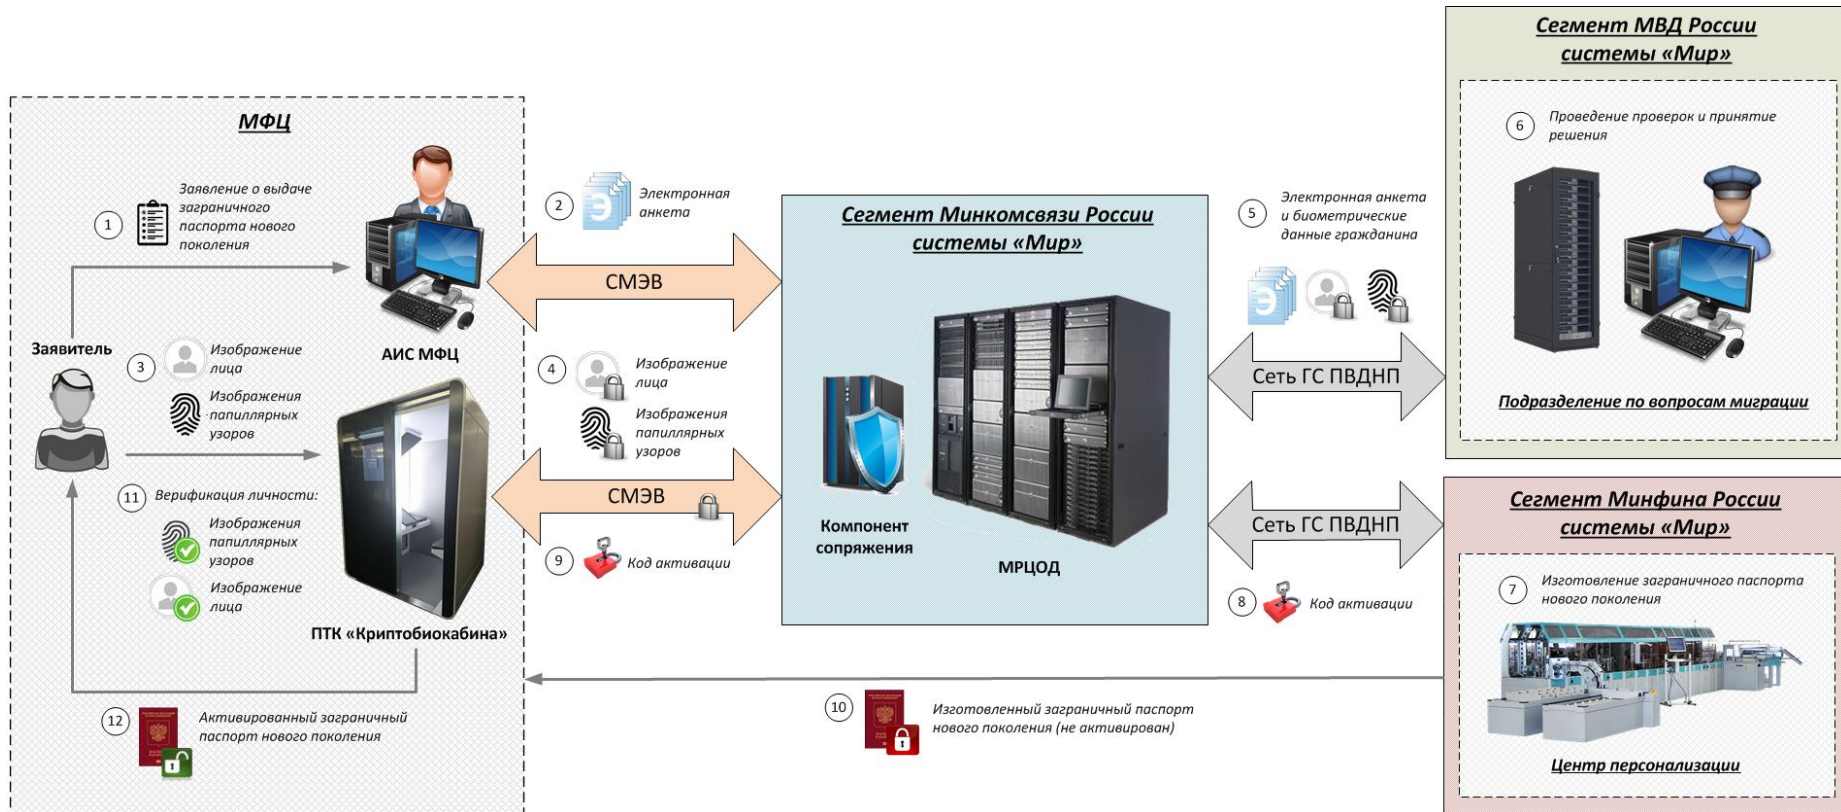 МФЦ
1
Заявление о выдаче
заграничного
паспорта нового
поколения
Заявитель
АИС МФЦ
3
Изображение
лица
Изображения
папиллярных
узоров
11
Верификация личности:
Изображения
папиллярных
узоров
Изображение
лица
ПТК «Криптобиокабина»
12
Активированный заграничный
паспорт нового поколения
2
Электронная
анкета
СМЭВ
4
Изображение
лица
Изображения
папиллярных
узоров
СМЭВ
9
Код активации
Сегмент Минкомсвязи России
системы «Мир»
Компонент
сопряжения
МРЦОД
5
Электронная анкета
и биометрические
данные гражданина
Сеть ГС ПВДНП
Сеть ГС ПВДНП
8
Код активации
10
Изготовленный заграничный паспорт
нового поколения (не активирован)
Сегмент МВД России
системы «Мир»
6
Проведение проверок и принятие
решения
Подразделение по вопросам миграции
Сегмент Минфина России
системы «Мир»
7
Изготовление заграничного паспорта
нового поколения
Центр персонализации